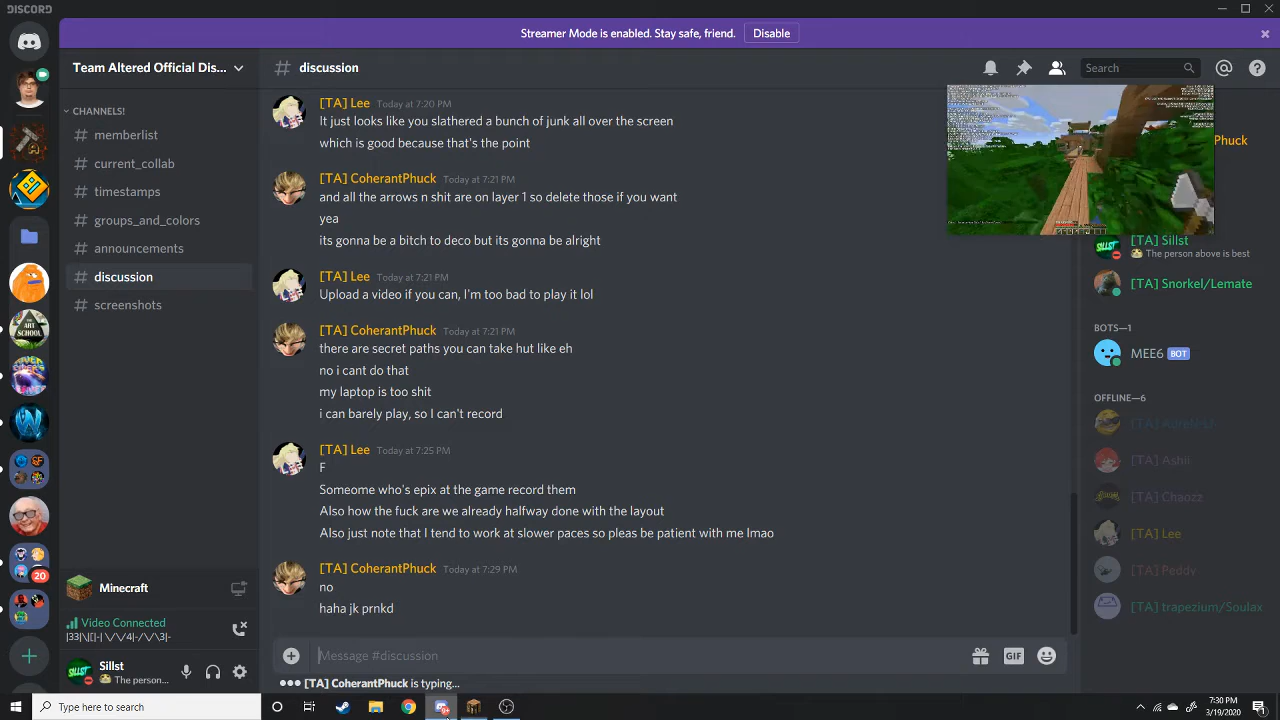 DISCORD
Streamer Mode is enabled. Stay safe, friend.
Disable
Team Altered Official Dis...
# discussion
Search
CHANNELS!
# memberlist
# current_collab
# timestamps
# groups_and_colors
# announcements
# discussion
# screenshots
[TA] Lee Today at 7:20 PM
It just looks like you slathered a bunch of junk all over the screen
which is good because that's the point
[TA] CoherantPhuck Today at 7:21 PM
and all the arrows n shit are on layer 1 so delete those if you want
yea
its gonna be a bitch to deco but its gonna be alright
[TA] Lee Today at 7:21 PM
Upload a video if you can, I'm too bad to play it lol
[TA] CoherantPhuck Today at 7:21 PM
there are secret paths you can take hut like eh
no i cant do that
my laptop is too shit
i can barely play, so I can't record
[TA] Lee Today at 7:25 PM
F
Someome who's epix at the game record them
Also how the fuck are we already halfway done with the layout
Also just note that I tend to work at slower paces so pleas be patient with me lmao
[TA] CoherantPhuck Today at 7:29 PM
no
haha jk prnkd
Message #discussion
GIF
[TA] CoherantPhuck is typing...
Phuck
[TA] Sillst
The person above is best
[TA] Snorkel/Lemate
BOTS—1
MEE6 BOT
OFFLINE—6
[TA] Ashii
[TA] Chaozz
[TA] Lee
[TA] Peddy
[TA] trapezium/Soulax
20
Minecraft
Video Connected
|33|\[[-| \/\/4|-/\/\3|-
Sillst
The person...
Type here to search
7:30 PM
3/19/2020